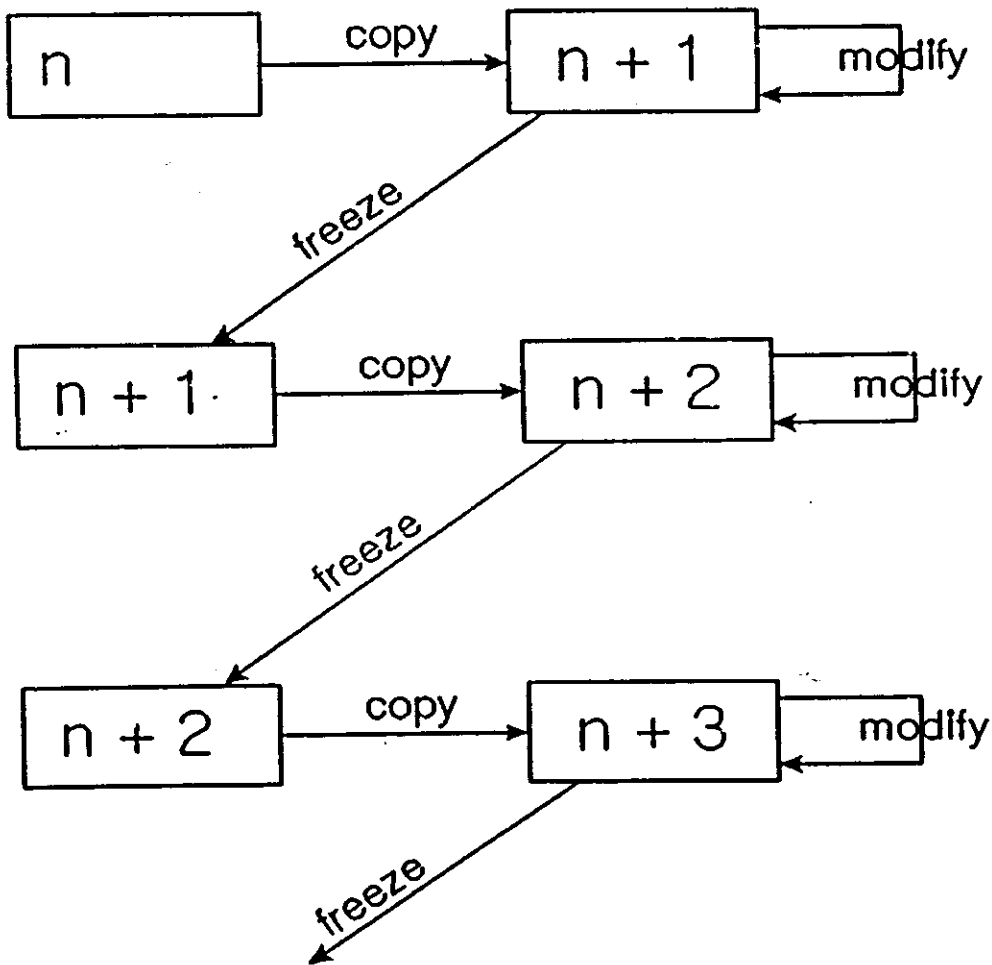 n
copy
n + 1
modify
freeze
n + 1
copy
n + 2
modify
freeze
n + 2
copy
n + 3
modify
freeze